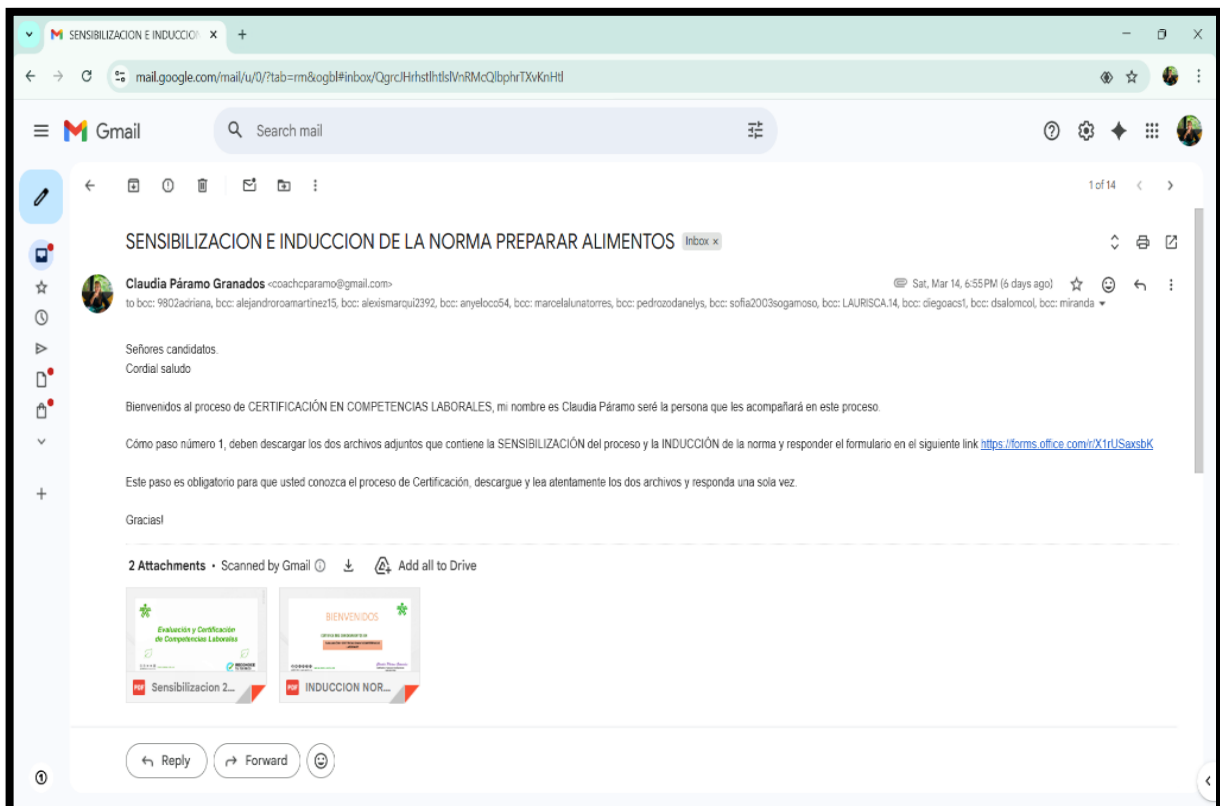 SENSIBILIZACION E INDUCCION
mail.google.com/mail/u/0/?tab=rm&ogbl#inbox/QgrcJHrhstlhtlslVnRMcQlbphrTXvKnHtl
Gmail
Search mail
1 of 14
SENSIBILIZACION E INDUCCION DE LA NORMA PREPARAR ALIMENTOS Inbox x
Claudia Páramo Granados <coachcparamo@gmail.com>
Sat, Mar 14, 6:55 PM (6 days ago)
to bcc: 9802adriana, bcc: alejandroroamartinez15, bcc: alexismarqui2392, bcc: anyeloco54, bcc: marcelalunatorres, bcc: pedrozodanelys, bcc: sofia2003sogamoso, bcc: LAURISCA.14, bcc: diegoacs1, bcc: dsalomcol, bcc: miranda
Señores candidatos.
Cordial saludo
Bienvenidos al proceso de CERTIFICACIÓN EN COMPETENCIAS LABORALES, mi nombre es Claudia Páramo seré la persona que les acompañará en este proceso.
Cómo paso número 1, deben descargar los dos archivos adjuntos que contiene la SENSIBILIZACIÓN del proceso y la INDUCCIÓN de la norma y responder el formulario en el siguiente link https://forms.office.com/r/X1rUSaxsbK
Este paso es obligatorio para que usted conozca el proceso de Certificación, descargue y lea atentamente los dos archivos y responda una sola vez.
Gracias!
2 Attachments • Scanned by Gmail
Add all to Drive
Evaluación y Certificación
de Competencias Laborales
BIENVENIDOS
PDF Sensibilizacion 2...
PDF INDUCCION NOR...
Reply
Forward